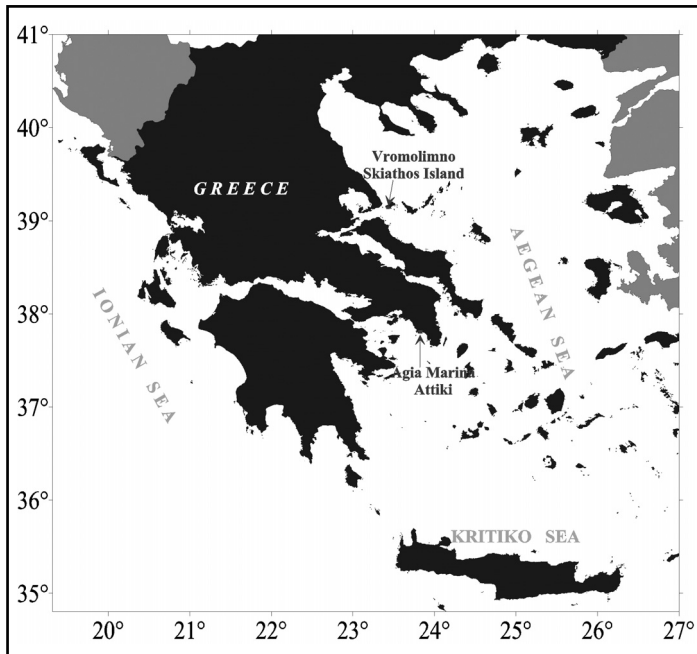 41°
40°
39°
38°
37°
36°
35°
Vromolimno
Skiathos Island
GREECE
AEGEAN SEA
IONIAN SEA
Agia Marina
Attiki
KRITIKO SEA
20° 21° 22° 23° 24° 25° 26° 27°